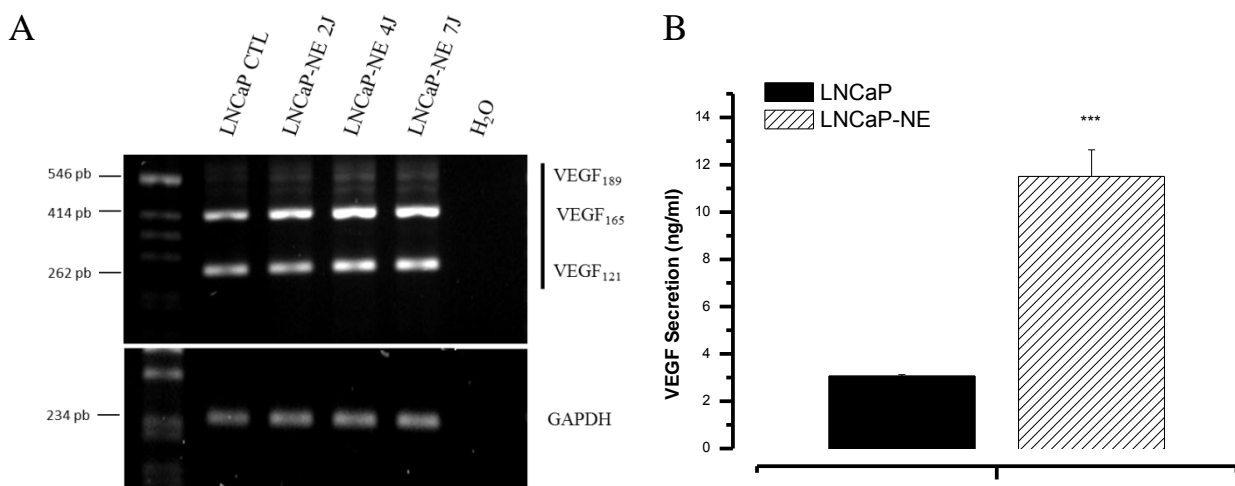 A
LNCaP CTL
LNCaP-NE 2J
LNCaP-NE 4J
LNCaP-NE 7J
H₂O
546 pb
414 pb
262 pb
VEGF₁₈₉
VEGF₁₆₅
VEGF₁₂₁
234 pb
GAPDH
B
LNCaP
LNCaP-NE
***
VEGF Secretion (ng/ml)
14
12
10
8
6
4
2
0